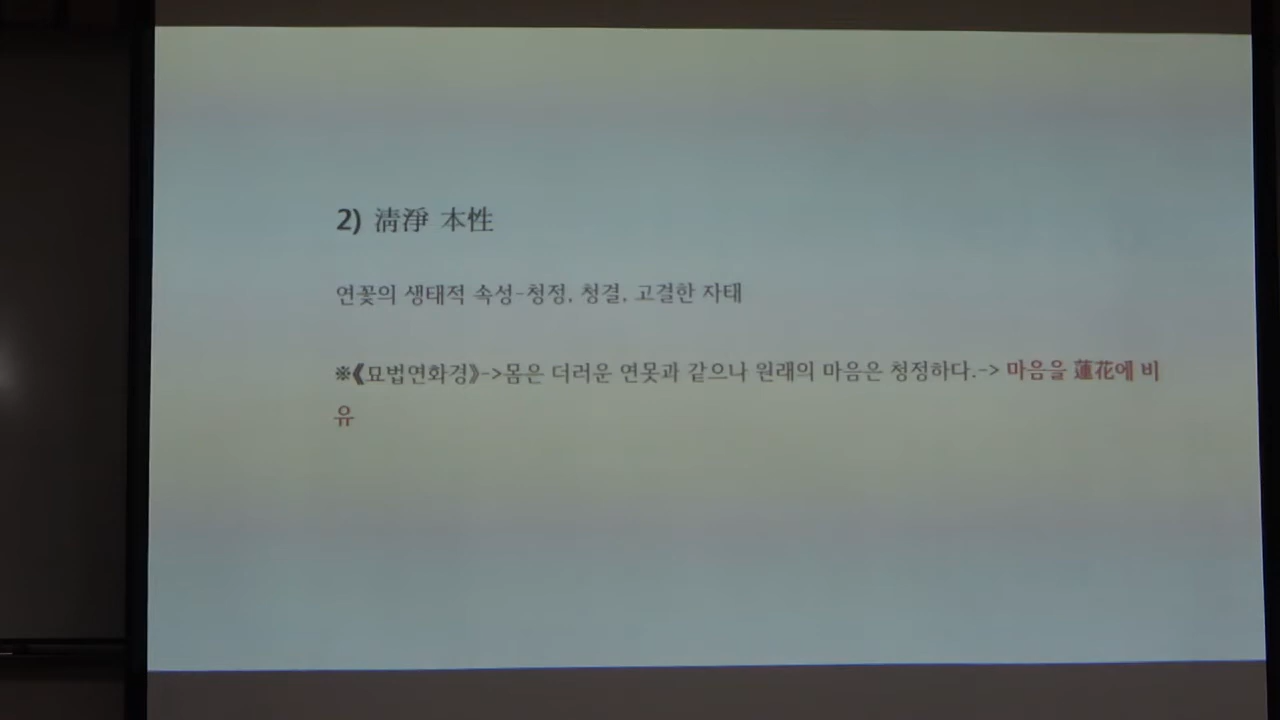 2) 淸淨 本性
연꽃의 생태적 속성-청정, 청결, 고결한 자태
※《묘법연화경》->몸은 더러운 연못과 같으나 원래의 마음은 청정하다.-> 마음을 蓮花에 비
유